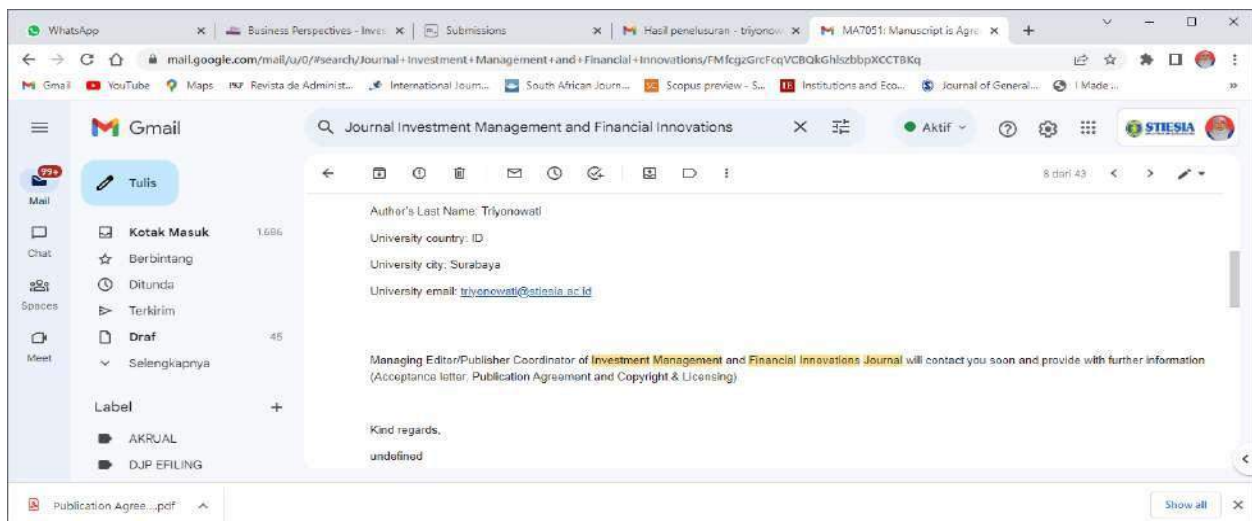 WhatsApp
Business Perspectives - Inves
Submissions
Hasil penelusuran - triyonow
MA7051: Manuscript is Agre
mail.google.com/mail/u/0/#search/Journal+Investment+Management+and+Financial+Innovations/
Gmail
YouTube
Maps
Revista de Administ...
International Journ...
South African Journ...
Scopus preview - S...
Institutions and Eco...
Journal of General...
I Made ...
Gmail
Journal Investment Management and Financial Innovations
Aktif
STIESIA
99+
Mail
Chat
Spaces
Meet
Tulis
Kotak Masuk 1.686
Berbintang
Ditunda
Terkirim
Draf 45
Selengkapnya
Label
AKRUAL
DJP EFILING
8 dari 43
Author's Last Name: Triyonowati
University country: ID
University city: Surabaya
University email: triyonowati@stiesia.ac.id
Managing Editor/Publisher Coordinator of Investment Management and Financial Innovations Journal will contact you soon and provide with further information
(Acceptance letter, Publication Agreement and Copyright & Licensing)
Kind regards,
undefined
Publication Agree....pdf
Show all